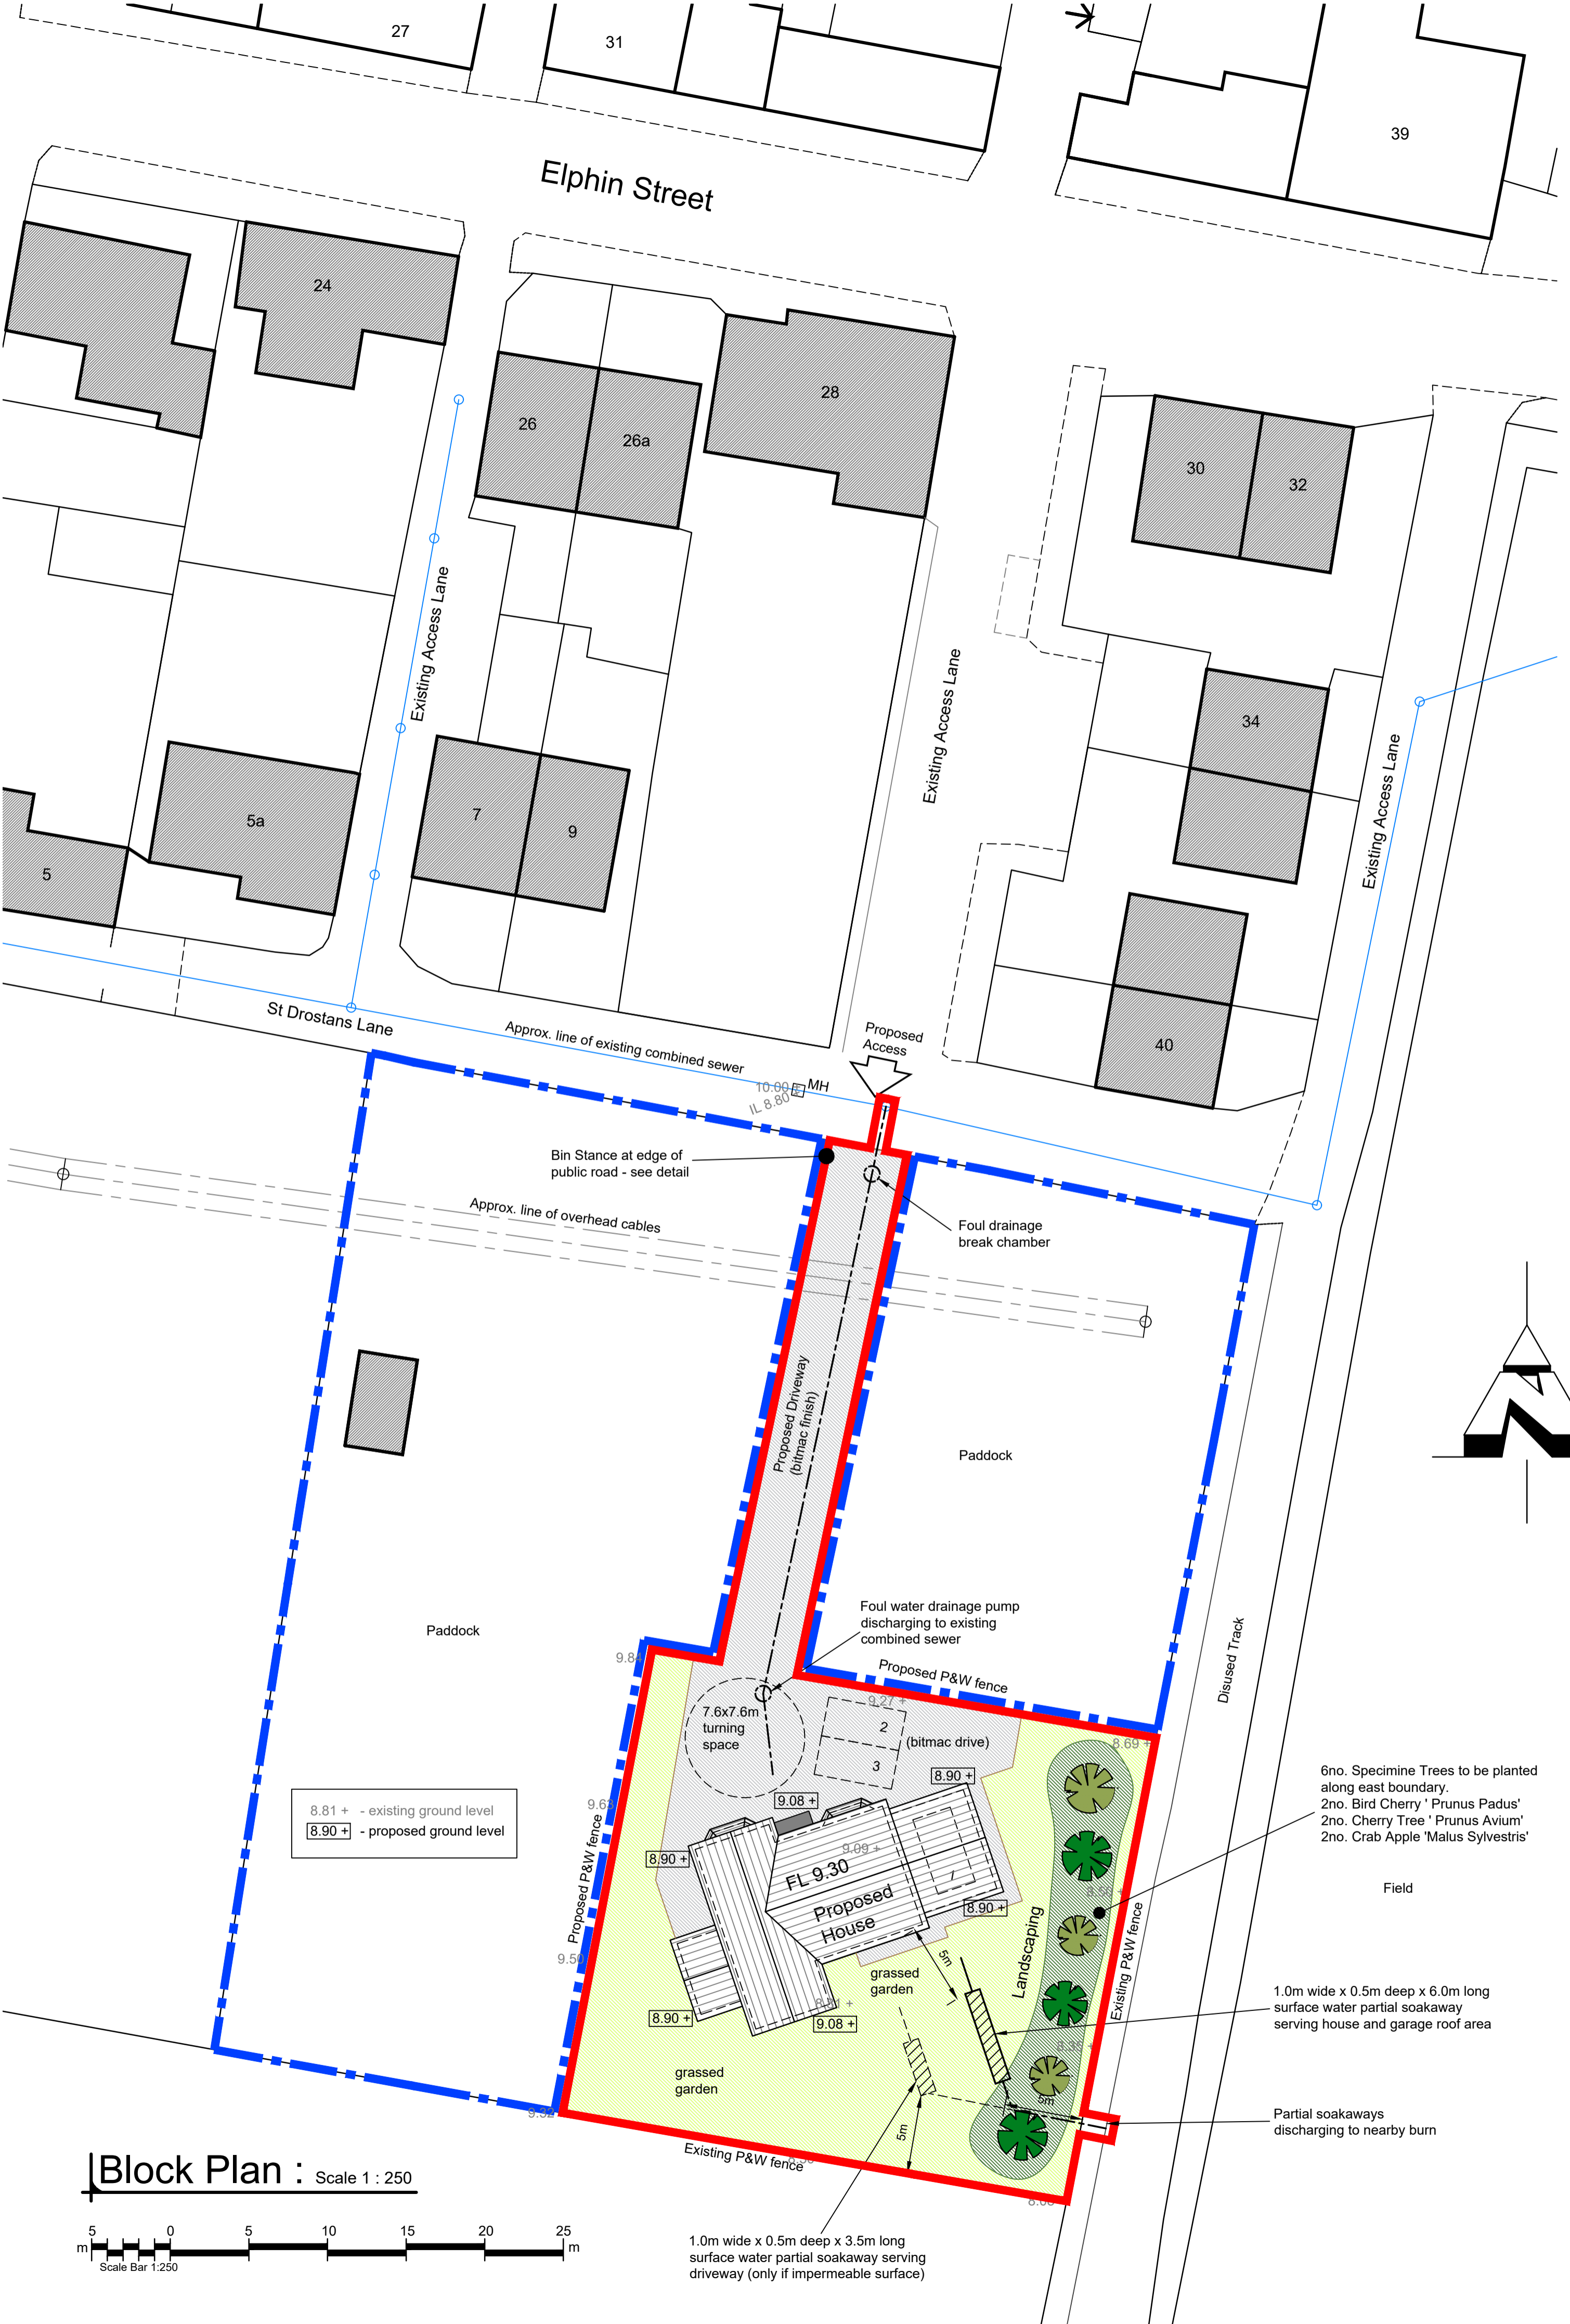 27
31
39
Elphin Street
24
26
26a
28
30
32
34
Existing Access Lane
Existing Access Lane
Existing Access Lane
5
5a
7
9
40
St Drostans Lane
Approx. line of existing combined sewer
Proposed
Access
10.00 +
IL 8.80
MH
Bin Stance at edge of
public road - see detail
Foul drainage
break chamber
Approx. line of overhead cables
Proposed Driveway
(bitmac finish)
Paddock
Paddock
N
Disused Track
Foul water drainage pump
discharging to existing
combined sewer
Proposed P&W fence
9.84
9.27 +
7.6x7.6m
turning
space
2
3
(bitmac drive)
8.69 +
8.90 +
9.08 +
8.81 + - existing ground level
8.90 + - proposed ground level
9.63
Proposed P&W fence
8.90 +
9.09 +
FL 9.30
Proposed
House
1
8.90 +
6no. Specimine Trees to be planted
along east boundary.
2no. Bird Cherry ' Prunus Padus'
2no. Cherry Tree ' Prunus Avium'
2no. Crab Apple 'Malus Sylvestris'
Field
Landscaping
Existing P&W fence
9.50
5m
grassed
garden
8.90 +
9.08 +
1.0m wide x 0.5m deep x 6.0m long
surface water partial soakaway
serving house and garage roof area
grassed
garden
5m
5m
9.32
Partial soakaways
discharging to nearby burn
Existing P&W fence
Block Plan : Scale 1 : 250
5 0 5 10 15 20 25
m m
Scale Bar 1:250
1.0m wide x 0.5m deep x 3.5m long
surface water partial soakaway serving
driveway (only if impermeable surface)